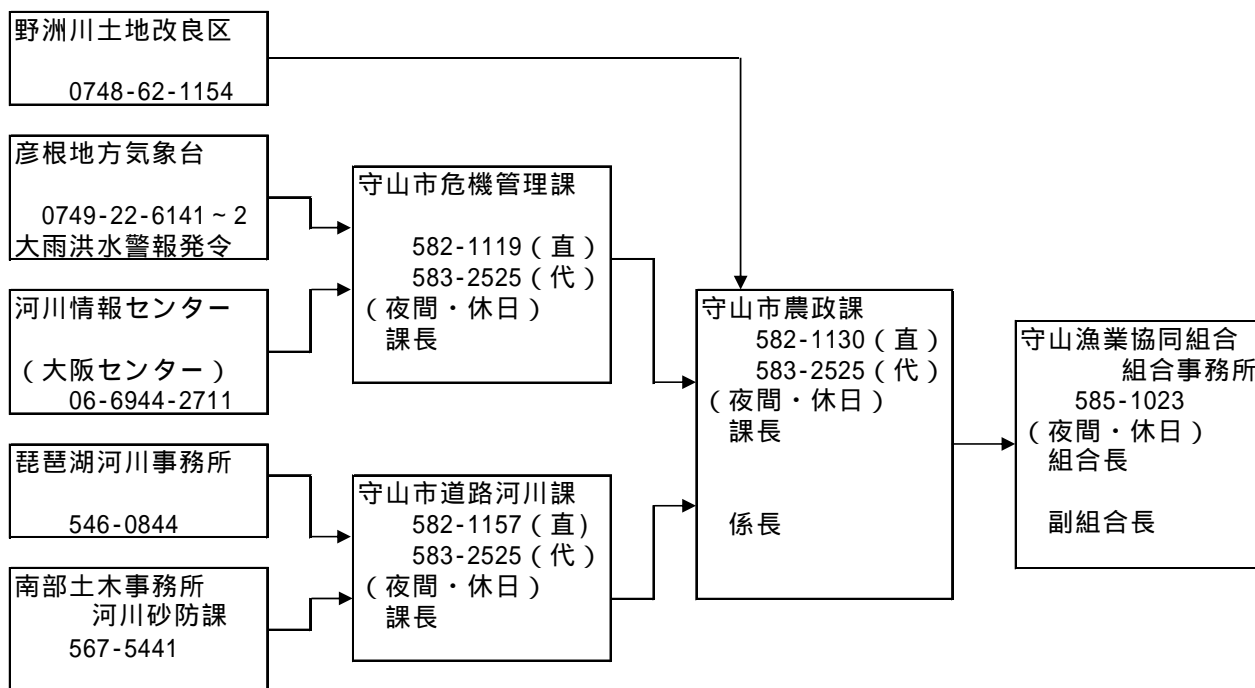 野洲川土地改良区
0748-62-1154
彦根地方気象台
0749-22-6141~2
大雨洪水警報発令
河川情報センター
(大阪センター)
06-6944-2711
琵琶湖河川事務所
546-0844
南部土木事務所
河川砂防課
567-5441
守山市危機管理課
582-1119(直)
583-2525(代)
(夜間・休日)
課長
守山市道路河川課
582-1157(直)
583-2525(代)
(夜間・休日)
課長
守山市農政課
582-1130(直)
583-2525(代)
(夜間・休日)
課長
係長
守山漁業協同組合
組合事務所
585-1023
(夜間・休日)
組合長
副組合長